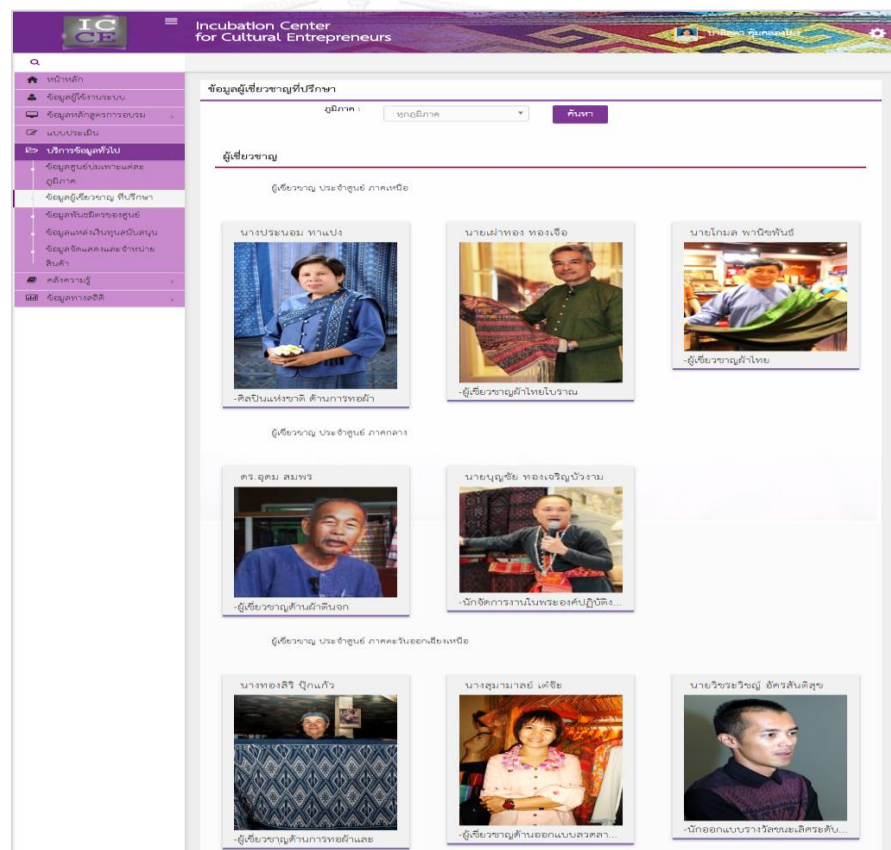 IC
CE
Incubation Center
for Cultural Entrepreneurs
หน้าหลัก
ข้อมูลผู้ใช้งานระบบ
ข้อมูลหลักสูตรการอบรม
แบบประเมิน
บริการข้อมูลทั่วไป
ข้อมูลศูนย์บ่มเพาะแต่ละ
ภูมิภาค
ข้อมูลผู้เชี่ยวชาญ ที่ปรึกษา
ข้อมูลพันธมิตรของศูนย์
ข้อมูลแหล่งเงินทุนสนับสนุน
ข้อมูลจัดแสดงและจำหน่าย
สินค้า
คลังความรู้
ข้อมูลทางสถิติ
ข้อมูลผู้เชี่ยวชาญที่ปรึกษา
ภูมิภาค :
ทุกภูมิภาค
ค้นหา
ผู้เชี่ยวชาญ
ผู้เชี่ยวชาญ ประจำศูนย์ ภาคเหนือ
นางประนอม ทาแปง
นายเผ่าทอง ทองเจือ
นายโกมล พานิชพันธ์
-ศิลปินแห่งชาติ ด้านการทอผ้า
-ผู้เชี่ยวชาญผ้าไทยโบราณ
-ผู้เชี่ยวชาญผ้าไทย
ผู้เชี่ยวชาญ ประจำศูนย์ ภาคกลาง
ดร.อุดม สมพร
นายบุญชัย ทองเจริญบัวงาม
-ผู้เชี่ยวชาญด้านผ้าตีนจก
-นักจัดการงานในพระองค์ปฏิบัติง...
ผู้เชี่ยวชาญ ประจำศูนย์ ภาคตะวันออกเฉียงเหนือ
นางทองสิริ ปุ๊กแก้ว
นางสุมามาลย์ เต๋จ๊ะ
นายวิชระวิชญ์ อัครสันติสุข
-ผู้เชี่ยวชาญด้านการทอผ้าและ
-ผู้เชี่ยวชาญด้านออกแบบลวดลา...
-นักออกแบบรางวัลชนะเลิศระดับ...